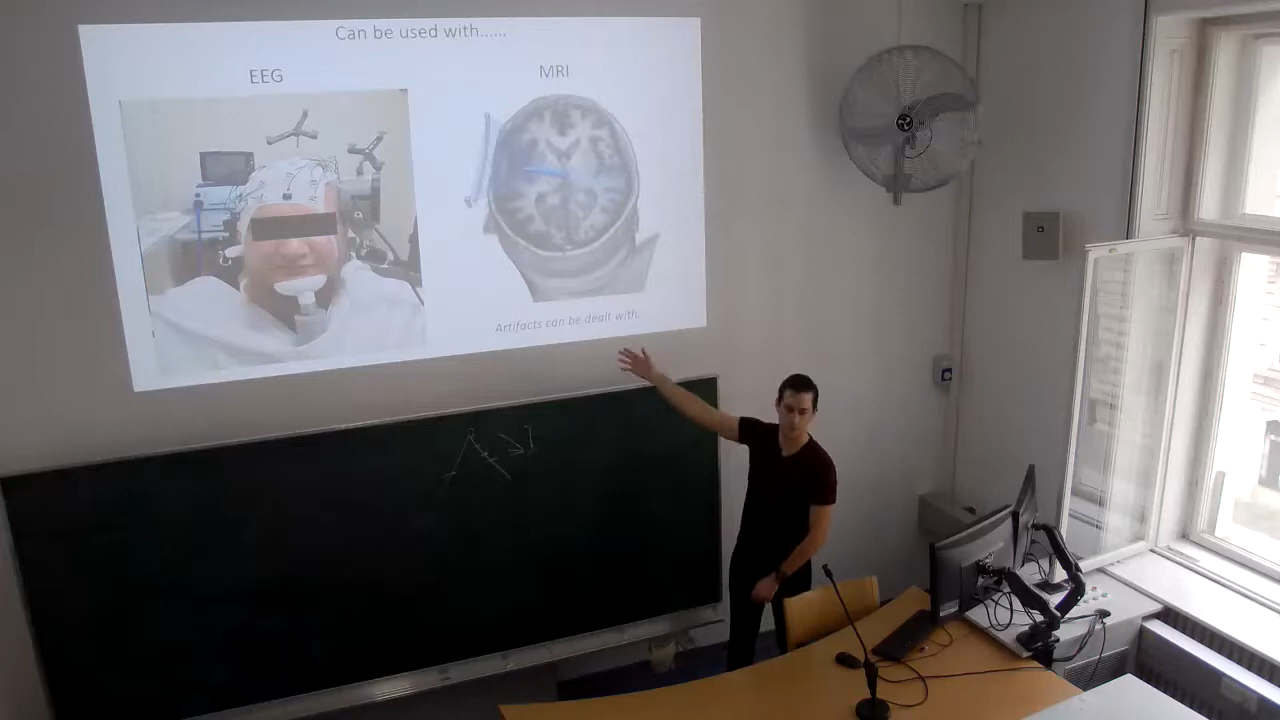 Can be used with......
EEG
MRI
Artifacts can be dealt with.